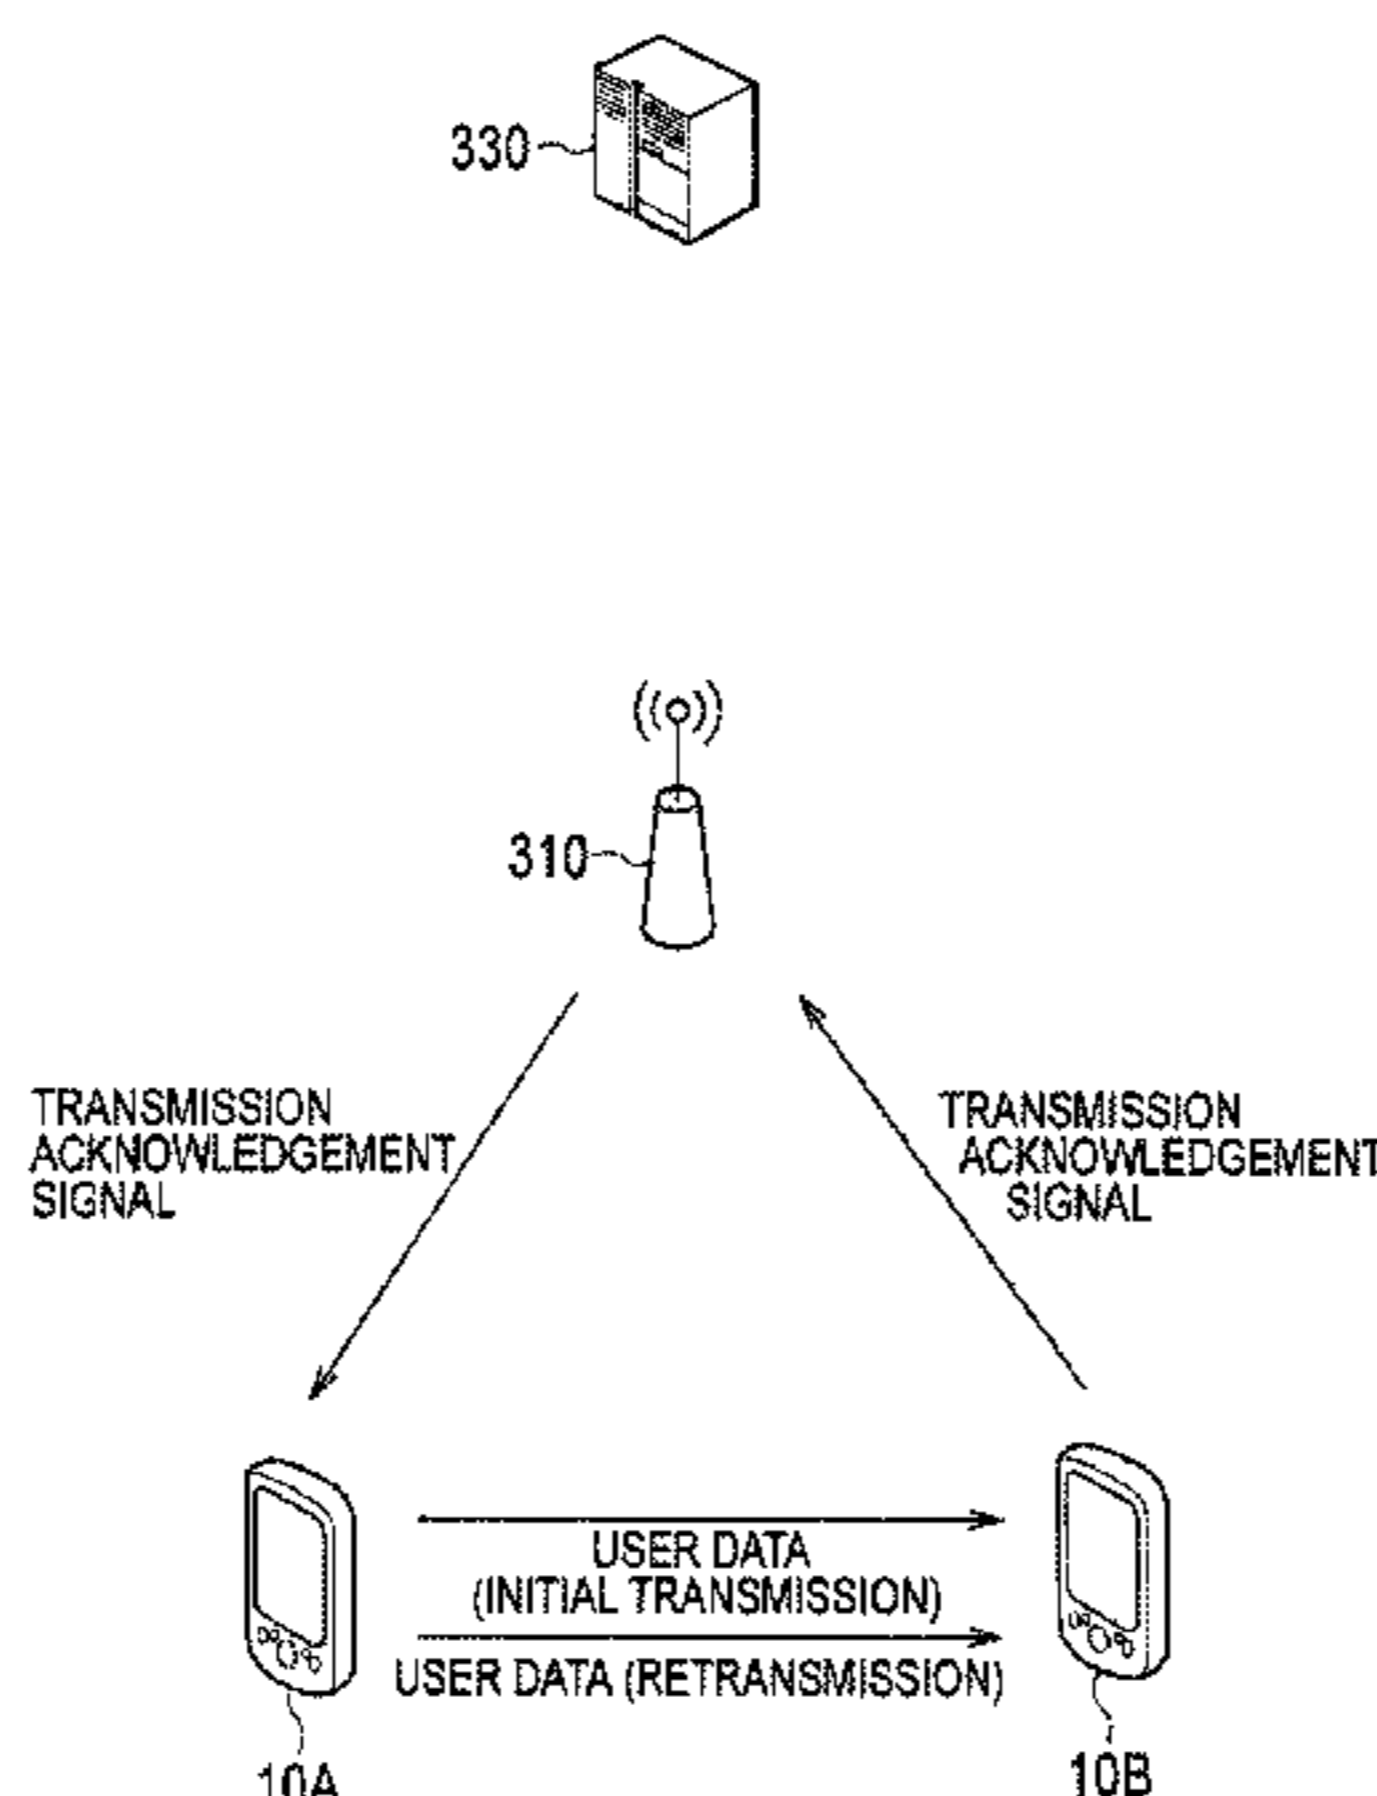 330
310
TRANSMISSION
ACKNOWLEDGEMENT
SIGNAL
TRANSMISSION
ACKNOWLEDGEMENT
SIGNAL
USER DATA
(INITIAL TRANSMISSION)
USER DATA (RETRANSMISSION)
10A
10B